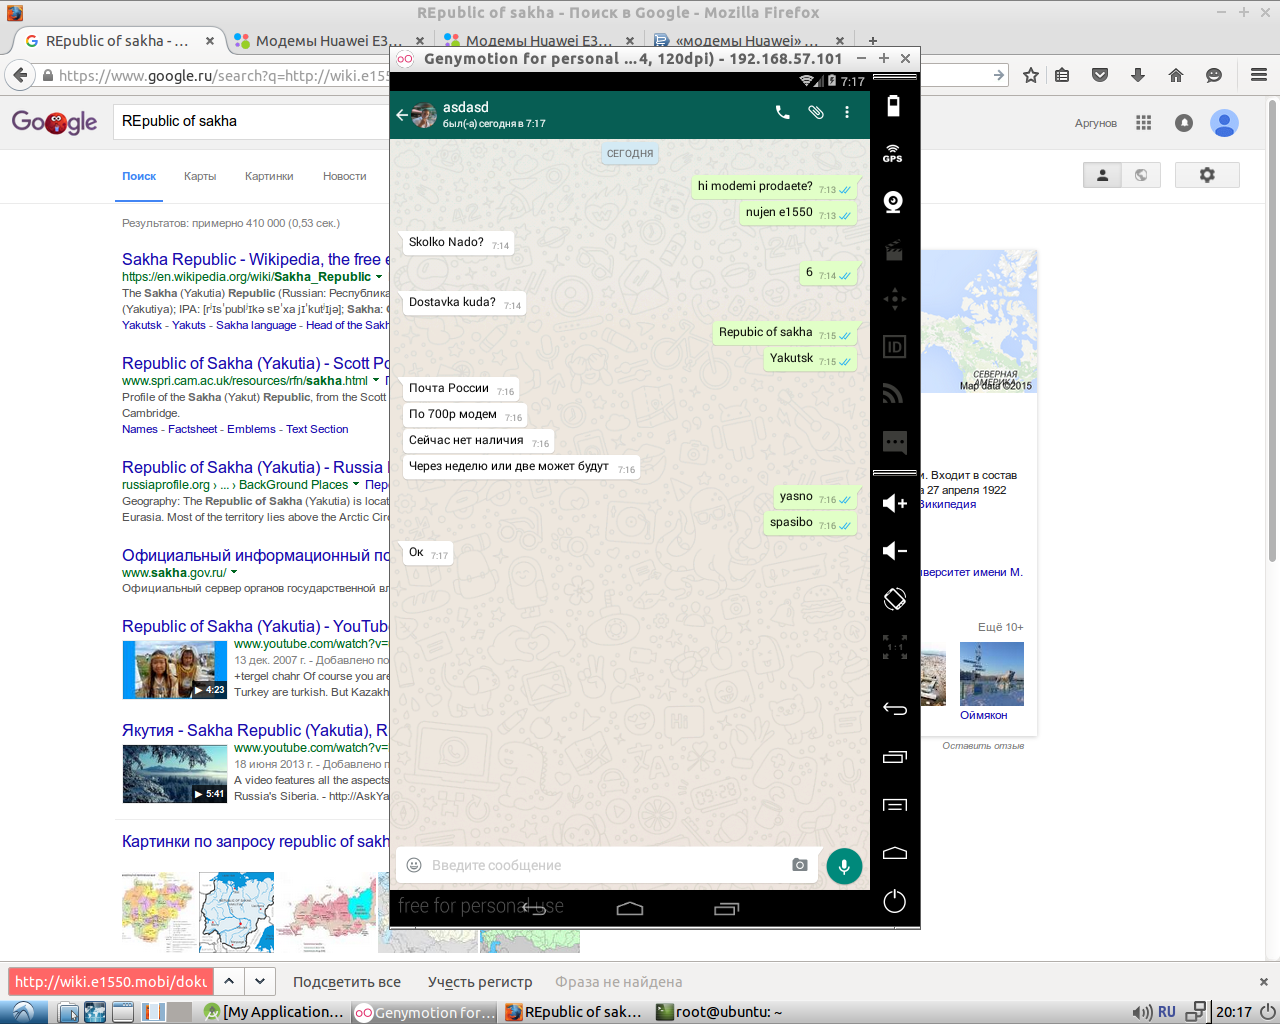 REpublic of sakha - Поиск в Google - Mozilla Firefox
REpublic of sakha - ...
Модемы Huawei E3...
Модемы Huawei E3...
«модемы Huawei» ...
https://www.google.ru/search?q=http://wiki.e155
Google
REpublic of sakha
Аргунов
Поиск
Карты
Картинки
Новости
Результатов: примерно 410 000 (0,53 сек.)
Sakha Republic - Wikipedia, the free e
https://en.wikipedia.org/wiki/Sakha_Republic
The Sakha (Yakutia) Republic (Russian: Республика
(Yakutiya); IPA: [rʲɪsˈpublʲɪkə sɐˈxa jɪˈkutʲɪjə]; Sakha:
Yakutsk - Yakuts - Sakha language - Head of the Sakh
Republic of Sakha (Yakutia) - Scott Po
www.spri.cam.ac.uk/resources/rfn/sakha.html
Profile of the Sakha (Yakut) Republic, from the Scott
Cambridge.
Names - Factsheet - Emblems - Text Section
Republic of Sakha (Yakutia) - Russia
russiaprofile.org › ... › BackGround Places Пере
Geography: The Republic of Sakha (Yakutia) is locat
Eurasia. Most of the territory lies above the Arctic Circ
Официальный информационный по
www.sakha.gov.ru/
Официальный сервер органов государственной вл
Republic of Sakha (Yakutia) - YouTube
www.youtube.com/watch?v=
13 дек. 2007 г. - Добавлено по
+tergel chahr Of course you are
Turkey are turkish. But Kazakh
4:23
Якутия - Sakha Republic (Yakutia), R
www.youtube.com/watch?v=
18 июня 2013 г. - Добавлено п
A video features all the aspects
Russia's Siberia. - http://AskYa
5:41
Картинки по запросу republic of sakh
Genymotion for personal ...4, 120dpi) - 192.168.57.101
7:17
asdasd
был(-а) сегодня в 7:17
СЕГОДНЯ
hi modemi prodaete? 7:13
nujen e1550 7:13
Skolko Nado? 7:14
6 7:14
Dostavka kuda? 7:14
Repubic of sakha 7:15
Yakutsk 7:15
Почта России 7:16
По 700р модем 7:16
Сейчас нет наличия 7:16
Через неделю или две может будут 7:16
yasno 7:16
spasibo 7:16
Ок 7:17
Введите сообщение
free for personal use
GPS
ID
1:1
СЕВЕРНАЯ
АМЕРИКА
Map data ©2015
и. Входит в состав
а 27 апреля 1922
Википедия
иверситет имени М.
Ещё 10+
Оймякон
Оставить отзыв
http://wiki.e1550.mobi/doku
Подсветить все
Учесть регистр
Фраза не найдена
[My Application...
Genymotion for...
REpublic of sak...
root@ubuntu: ~
RU
20:17